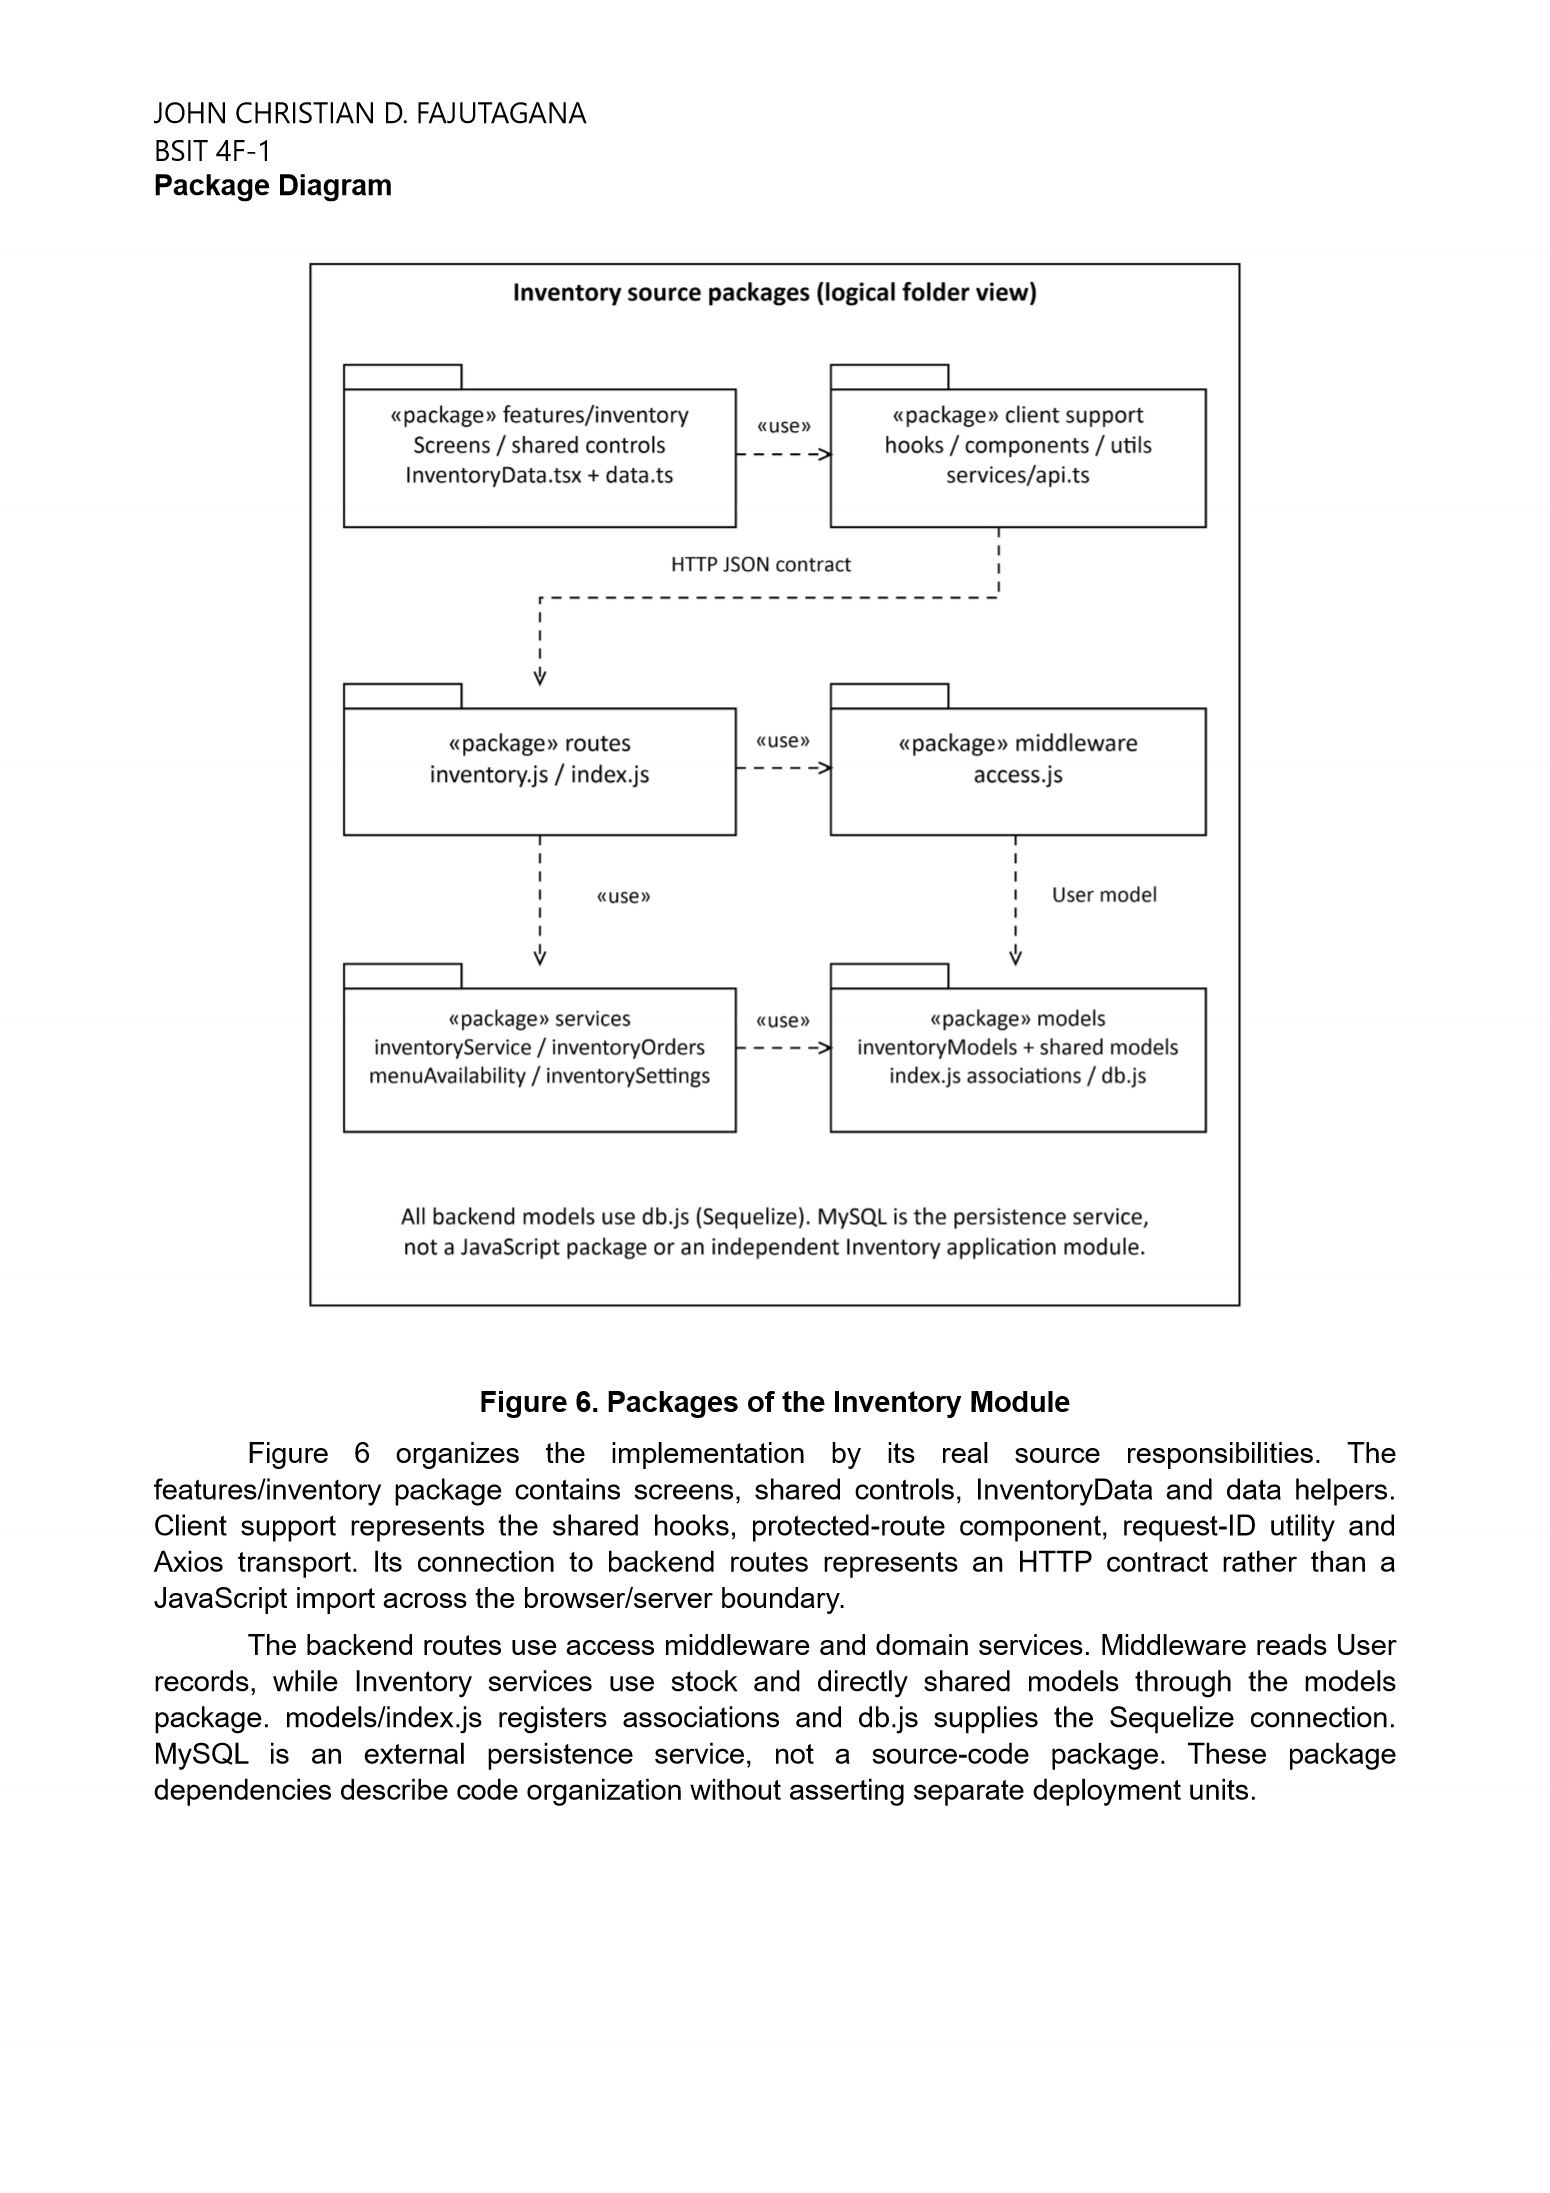 JOHN CHRISTIAN D. FAJUTAGANA
BSIT 4F-1
Package Diagram
Inventory source packages (logical folder view)
«package» features/inventory
Screens / shared controls
InventoryData.tsx + data.ts
«use»
«package» client support
hooks / components / utils
services/api.ts
HTTP JSON contract
«package» routes
inventory.js / index.js
«use»
«package» middleware
access.js
«use»
User model
«package» services
inventoryService / inventoryOrders
menuAvailability / inventorySettings
«use»
«package» models
inventoryModels + shared models
index.js associations / db.js
All backend models use db.js (Sequelize). MySQL is the persistence service,
not a JavaScript package or an independent Inventory application module.
Figure 6. Packages of the Inventory Module
Figure 6 organizes the implementation by its real source responsibilities. The
features/inventory package contains screens, shared controls, InventoryData and data helpers.
Client support represents the shared hooks, protected-route component, request-ID utility and
Axios transport. Its connection to backend routes represents an HTTP contract rather than a
JavaScript import across the browser/server boundary.
The backend routes use access middleware and domain services. Middleware reads User
records, while Inventory services use stock and directly shared models through the models
package. models/index.js registers associations and db.js supplies the Sequelize connection.
MySQL is an external persistence service, not a source-code package. These package
dependencies describe code organization without asserting separate deployment units.